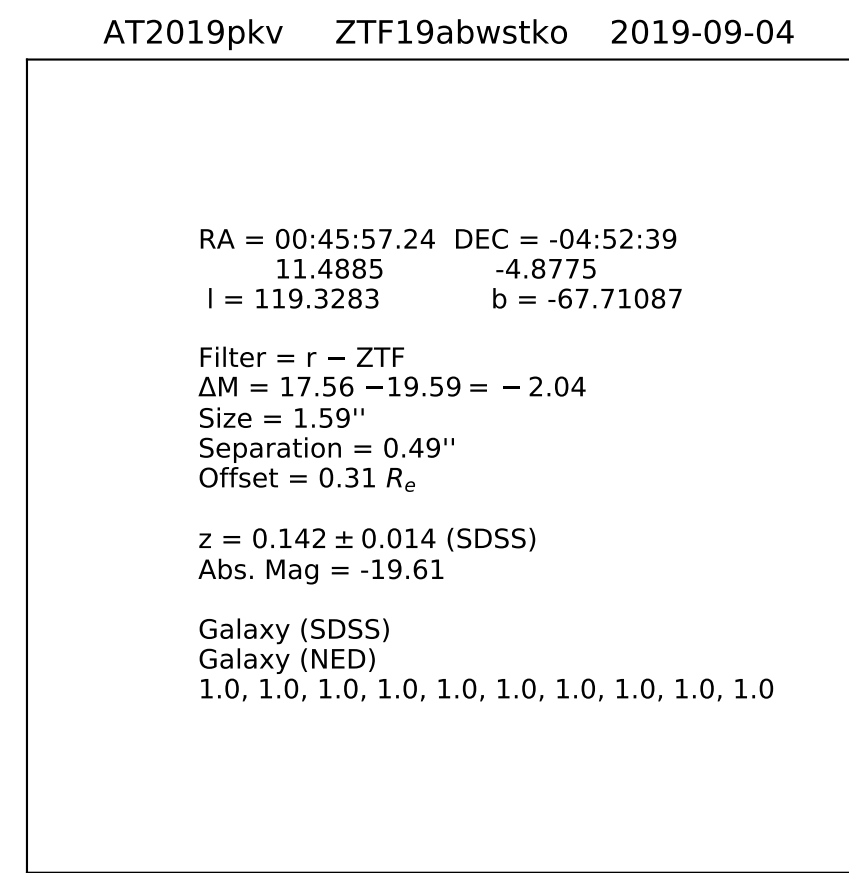 AT2019pkv ZTF19abwstko 2019-09-04
RA = 00:45:57.24 DEC = -04:52:39
11.4885 -4.8775
l = 119.3283 b = -67.71087
Filter = r − ZTF
ΔM = 17.56 −19.59 = − 2.04
Size = 1.59''
Separation = 0.49''
Offset = 0.31 Rₑ
z = 0.142 ± 0.014 (SDSS)
Abs. Mag = -19.61
Galaxy (SDSS)
Galaxy (NED)
1.0, 1.0, 1.0, 1.0, 1.0, 1.0, 1.0, 1.0, 1.0, 1.0